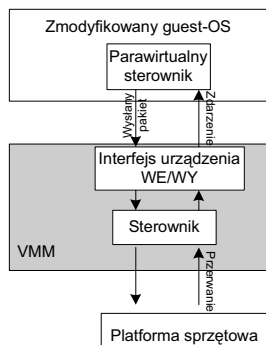 Zmodyfikowany guest-OS
Parawirtualny
sterownik
Wysłany
pakiet
Zdarzenie
Interfejs urządzenia
WE/WY
Sterownik
VMM
Przerwanie
Platforma sprzętowa